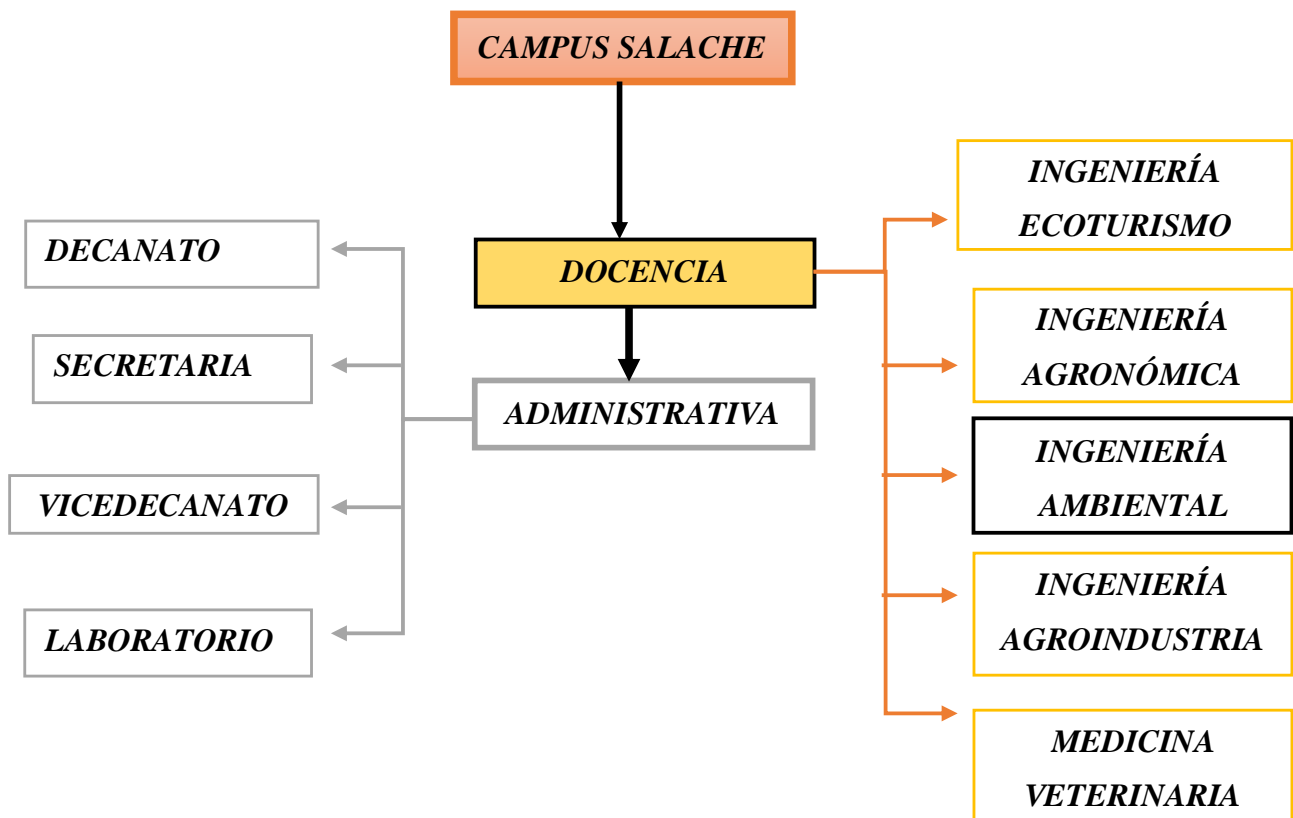 CAMPUS SALACHE
DOCENCIA
ADMINISTRATIVA
DECANATO
SECRETARIA
VICEDECANATO
LABORATORIO
INGENIERÍA
ECOTURISMO
INGENIERÍA
AGRONÓMICA
INGENIERÍA
AMBIENTAL
INGENIERÍA
AGROINDUSTRIA
MEDICINA
VETERINARIA